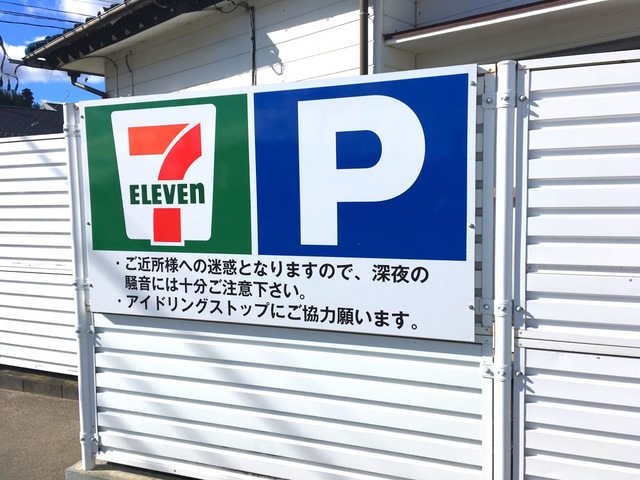 7
ELEVEn
P
・ご近所様への迷惑となりますので、深夜の
騒音には十分ご注意下さい。
・アイドリングストップにご協力願います。